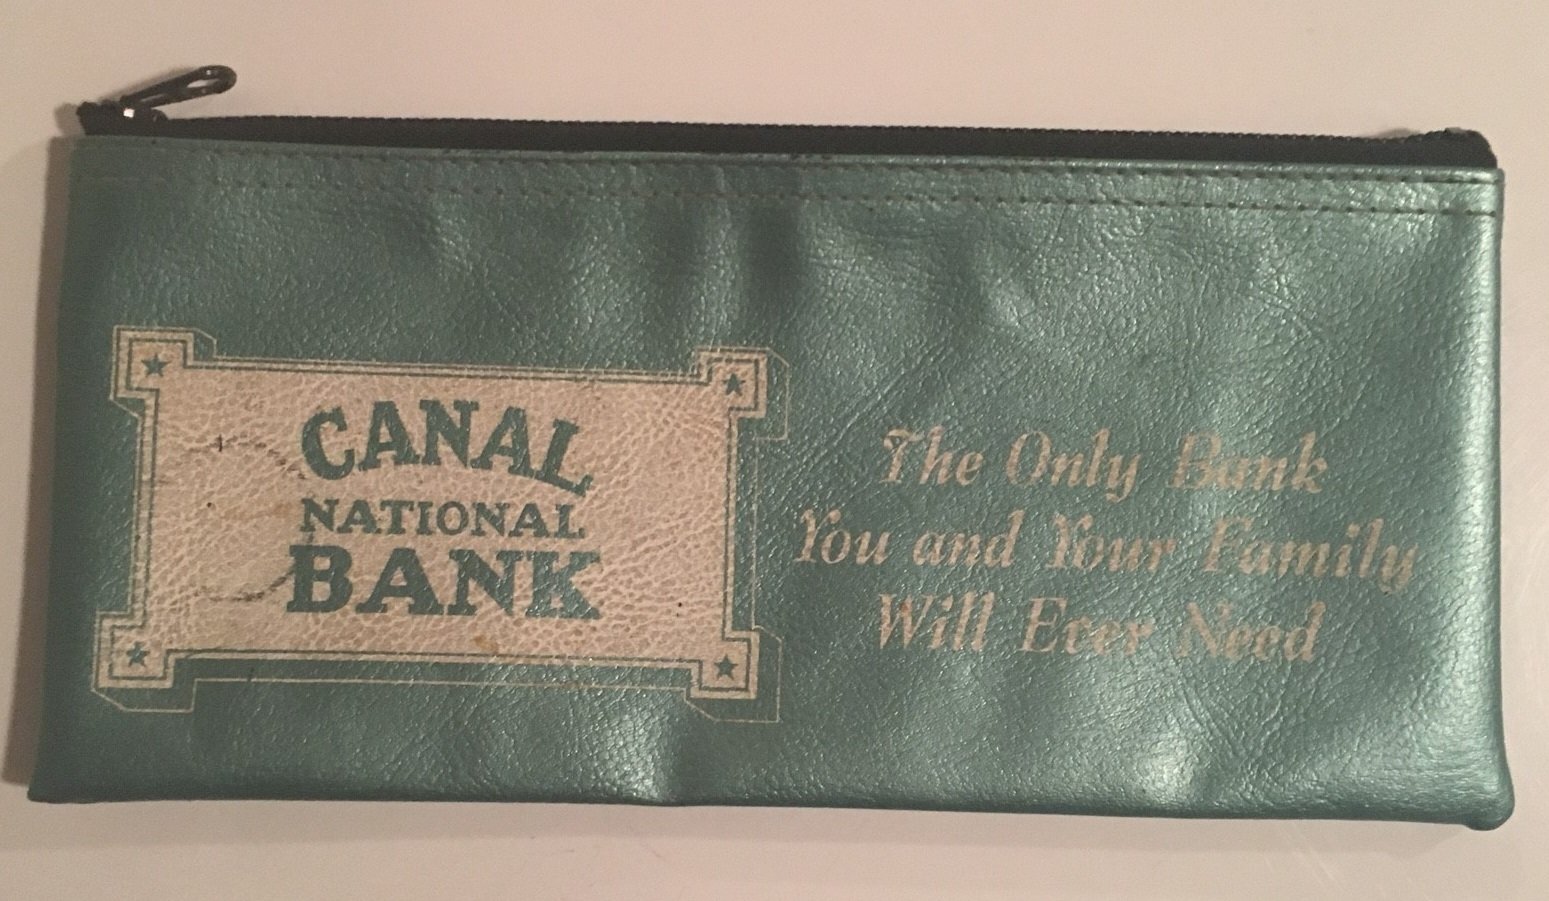 CANAL
NATIONAL
BANK
The Only Bank
You and Your Family
Will Ever Need